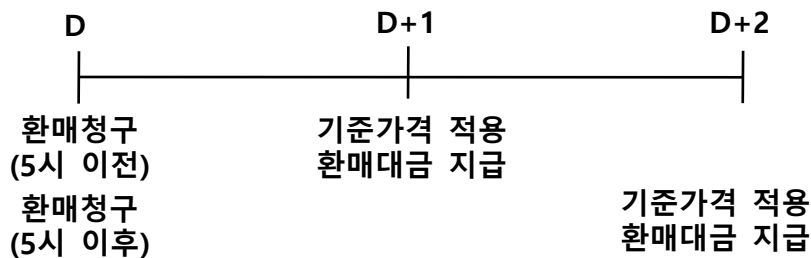 D D+1 D+2
환매청구 기준가격 적용
(5시 이전) 환매대금 지급
환매청구 기준가격 적용
(5시 이후) 환매대금 지급